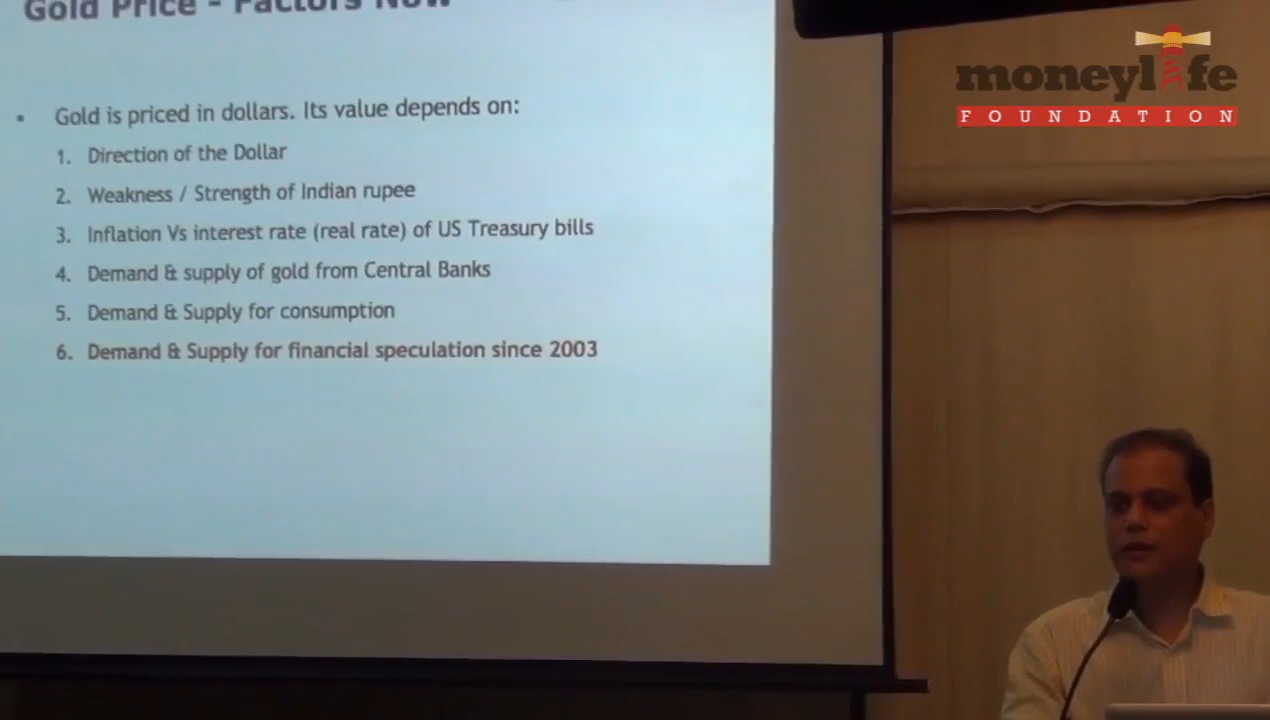 Gold Price - Factors Now
• Gold is priced in dollars. Its value depends on:
1. Direction of the Dollar
2. Weakness / Strength of Indian rupee
3. Inflation Vs interest rate (real rate) of US Treasury bills
4. Demand & supply of gold from Central Banks
5. Demand & Supply for consumption
6. Demand & Supply for financial speculation since 2003
moneylife
FOUNDATION